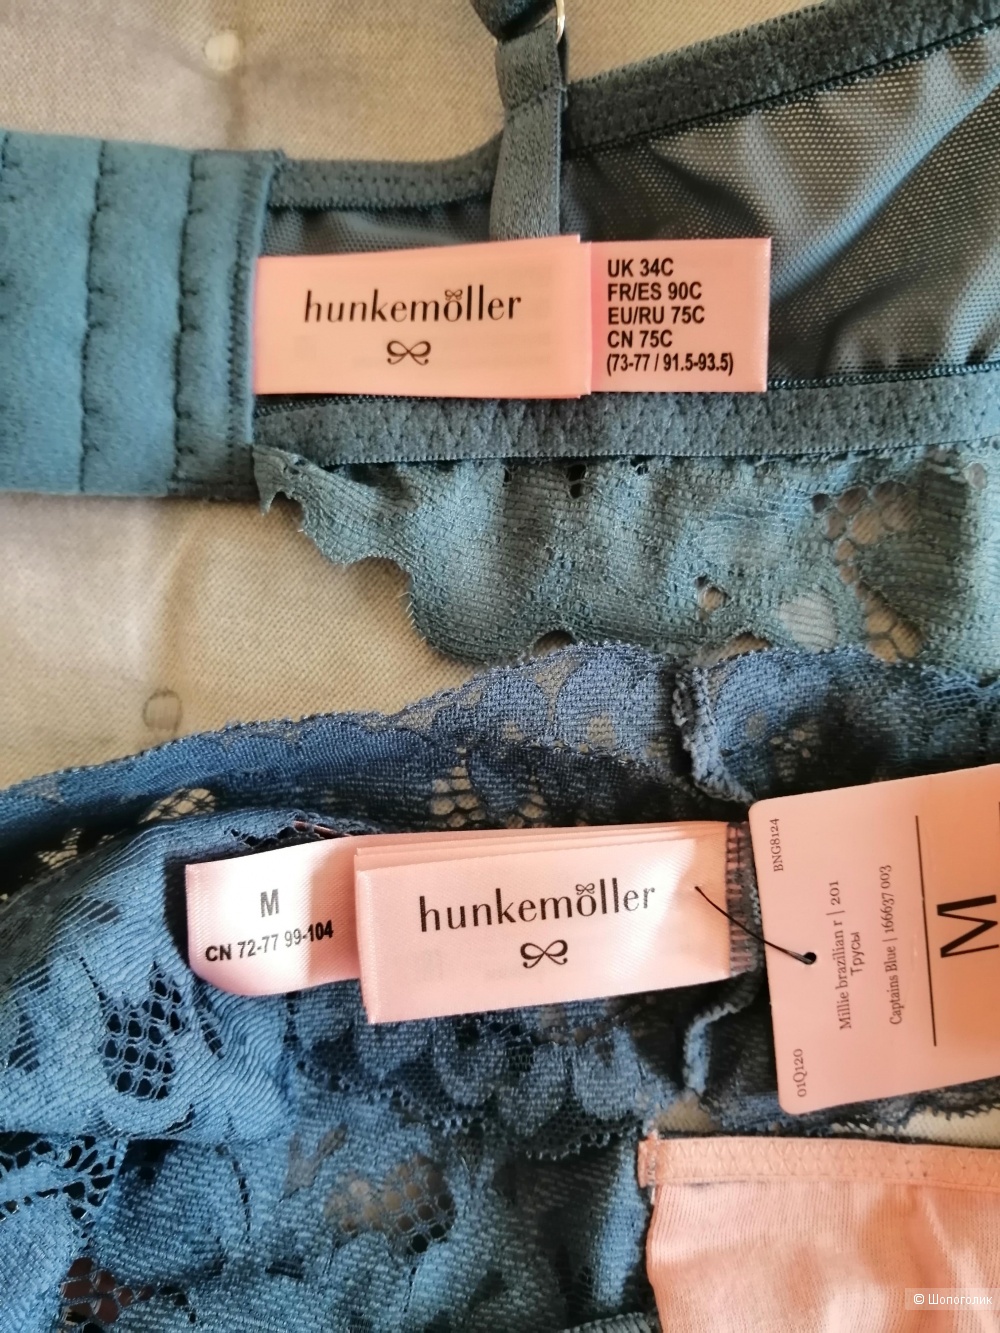 hunkemöller
UK 34C
FR/ES 90C
EU/RU 75C
CN 75C
(73-77 / 91.5-93.5)
M
CN 72-77 99-104
hunkemöller
BNG8124
Millie brazilian r | 201
Трусы
Captains Blue | 166637 003
01Q120
M
© Шопоголик